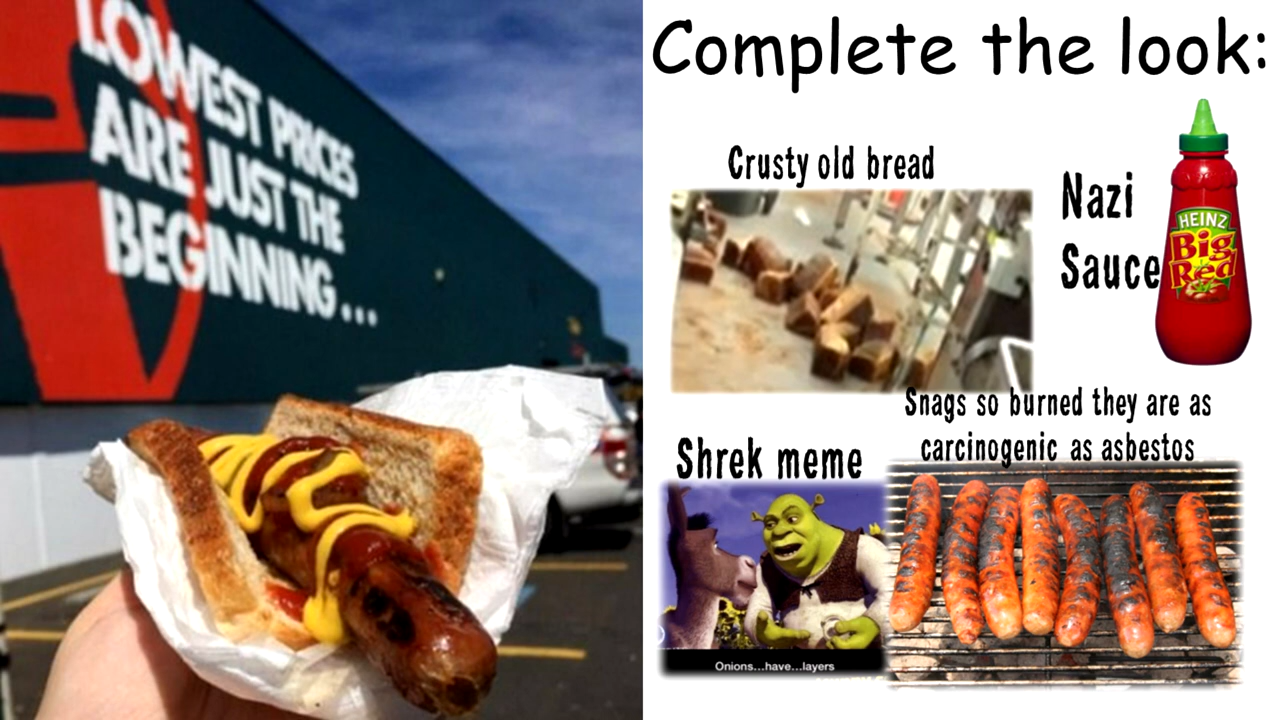 LOWEST PRICES
ARE JUST THE
BEGINNING...
Complete the look:
Crusty old bread
Nazi
Sauce
HEINZ
Big
Red
Snags so burned they are as
carcinogenic as asbestos
Shrek meme
Onions...have...layers